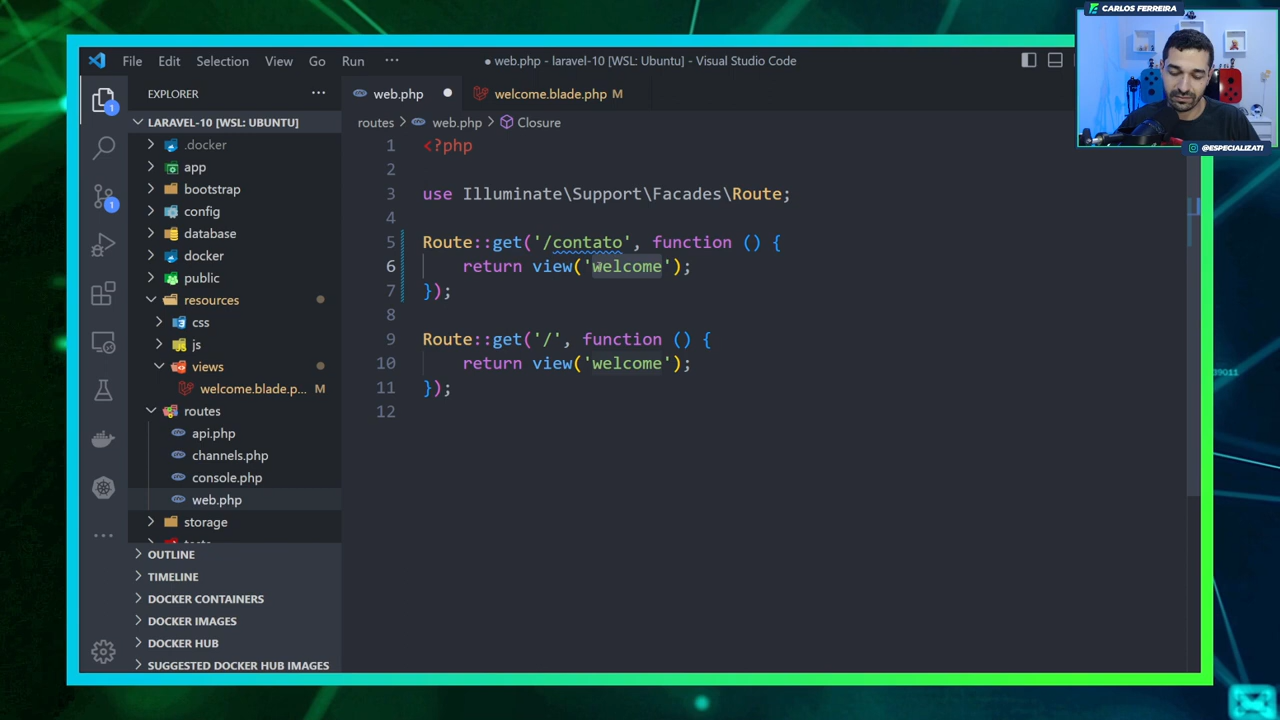 CARLOS FERREIRA
@ESPECIALIZATI
File Edit Selection View Go Run ···
● web.php - laravel-10 [WSL: Ubuntu] - Visual Studio Code
EXPLORER ···
web.php ●
welcome.blade.php M
routes > web.php > Closure
LARAVEL-10 [WSL: UBUNTU]
.docker
app
bootstrap
config
database
docker
public
resources
css
js
views
welcome.blade.p... M
routes
api.php
channels.php
console.php
web.php
storage
OUTLINE
TIMELINE
DOCKER CONTAINERS
DOCKER IMAGES
DOCKER HUB
SUGGESTED DOCKER HUB IMAGES
1 <?php
2
3 use Illuminate\Support\Facades\Route;
4
5 Route::get('/contato', function () {
6 return view('welcome');
7 });
8
9 Route::get('/', function () {
10 return view('welcome');
11 });
12
1
1